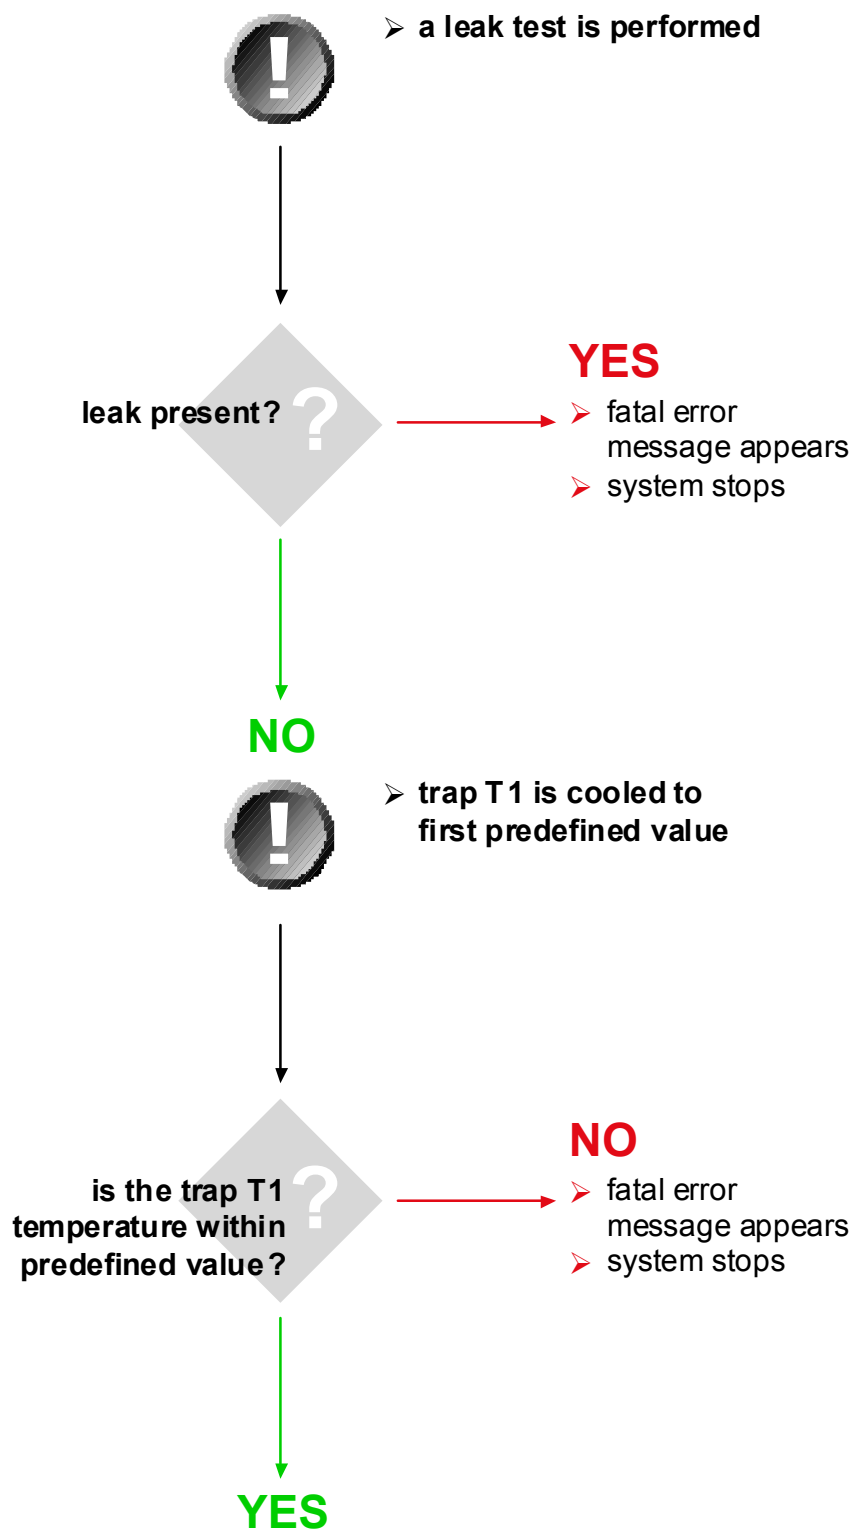 !
➢ a leak test is performed
leak present?
?
YES
➢ fatal error
message appears
➢ system stops
NO
!
➢ trap T1 is cooled to
first predefined value
is the trap T1
temperature within
predefined value?
?
NO
➢ fatal error
message appears
➢ system stops
YES